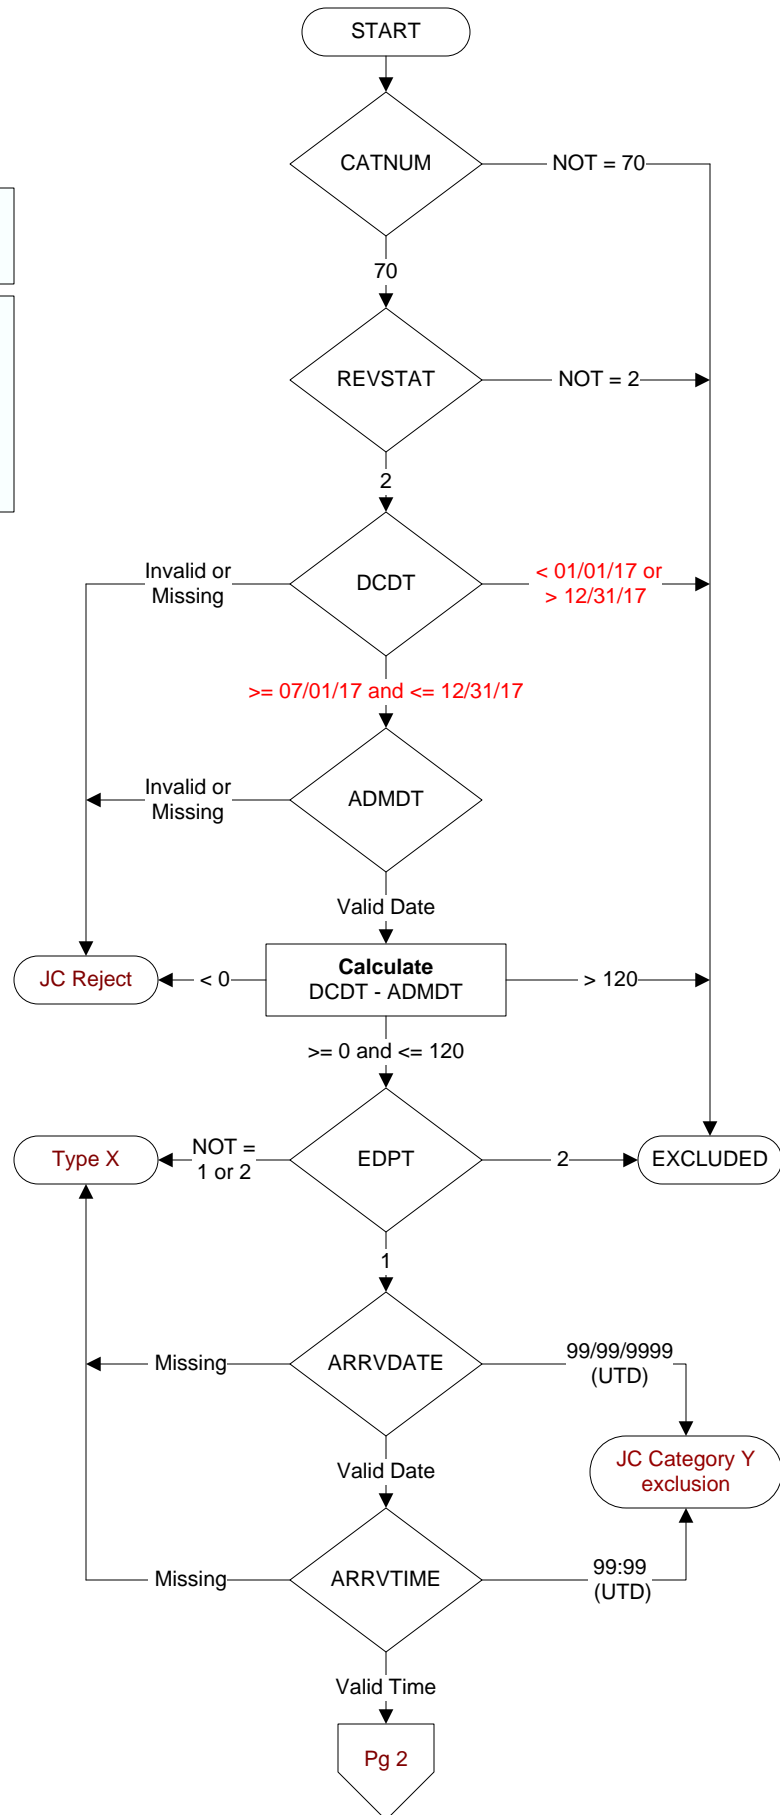 START
CATNUM
NOT = 70
70
REVSTAT
NOT = 2
2
Invalid or
Missing
DCDT
< 01/01/17 or
> 12/31/17
>= 07/01/17 and <= 12/31/17
Invalid or
Missing
ADMDT
Valid Date
JC Reject
< 0
Calculate
DCDT - ADMDT
> 120
>= 0 and <= 120
Type X
NOT =
1 or 2
EDPT
2
EXCLUDED
1
Missing
ARRVDATE
99/99/9999
(UTD)
Valid Date
JC Category Y
exclusion
Missing
ARRVTIME
99:99
(UTD)
Valid Time
Pg 2